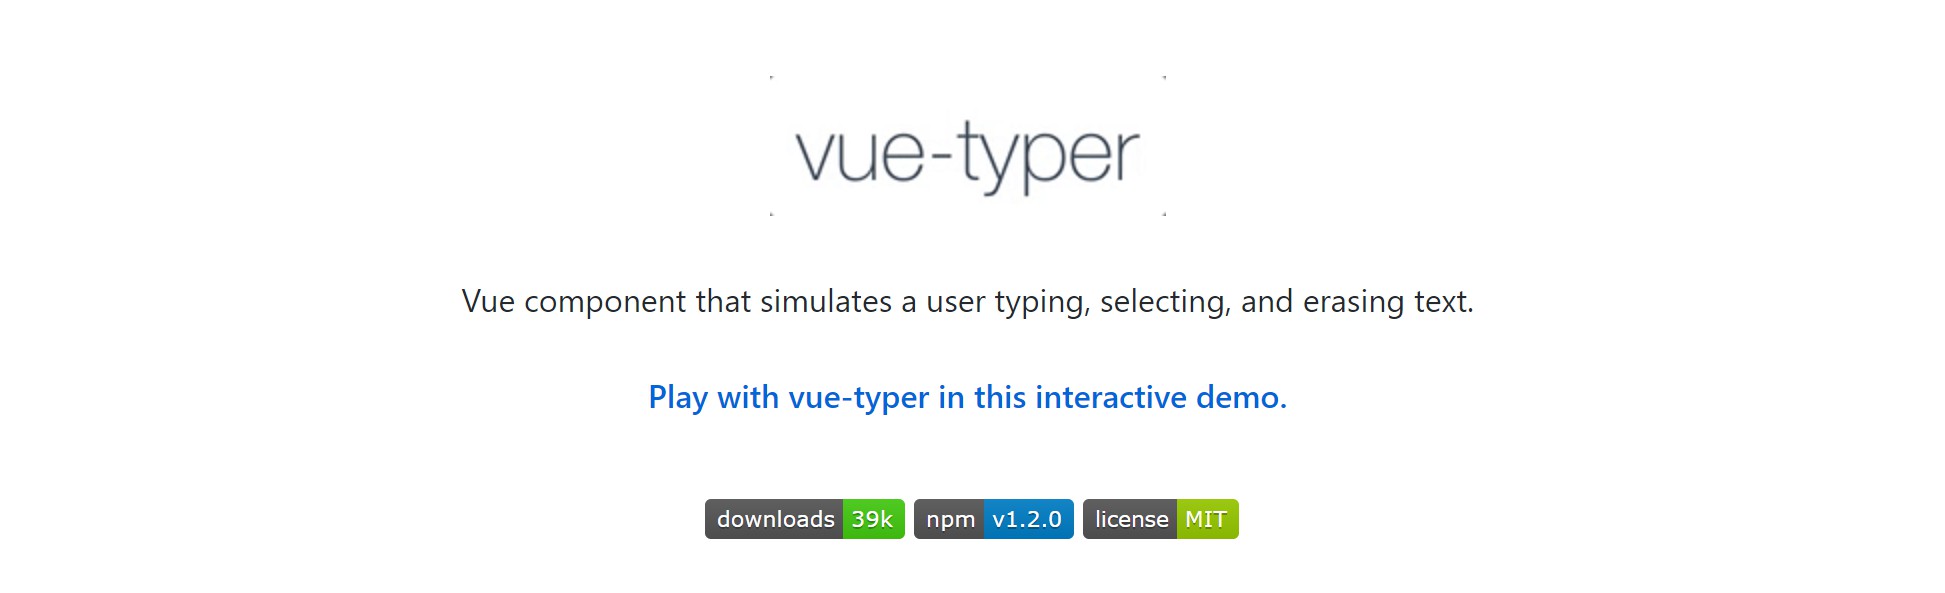 vue-typer
Vue component that simulates a user typing, selecting, and erasing text.
Play with vue-typer in this interactive demo.
downloads 39k npm v1.2.0 license MIT